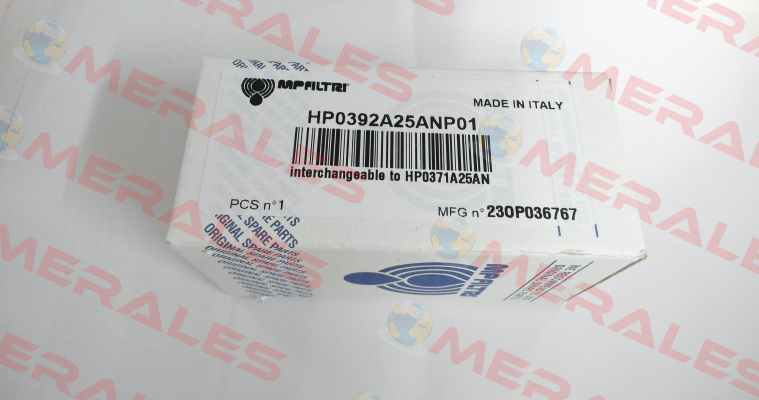 MPFILTRI
MADE IN ITALY
HP0392A25ANP01
interchangeable to HP0371A25AN
PCS n° 1
MFG n° 23OP036767
ORIGINAL SPARE PARTS
ORIGINAL SPARE PARTS
MPFILTRI
MERALES
MERALES
MERALES
MERALES
MERALES
MERALES